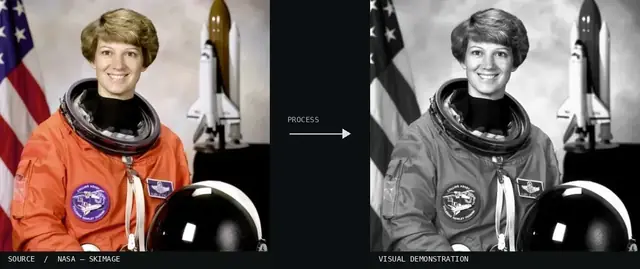 PROCESS
SOURCE / NASA — SKIMAGE
VISUAL DEMONSTRATION